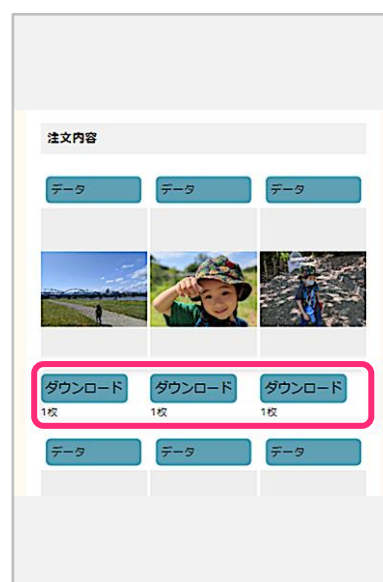 注文内容
データ データ データ
ダウンロード ダウンロード ダウンロード
1枚 1枚 1枚
データ データ データ